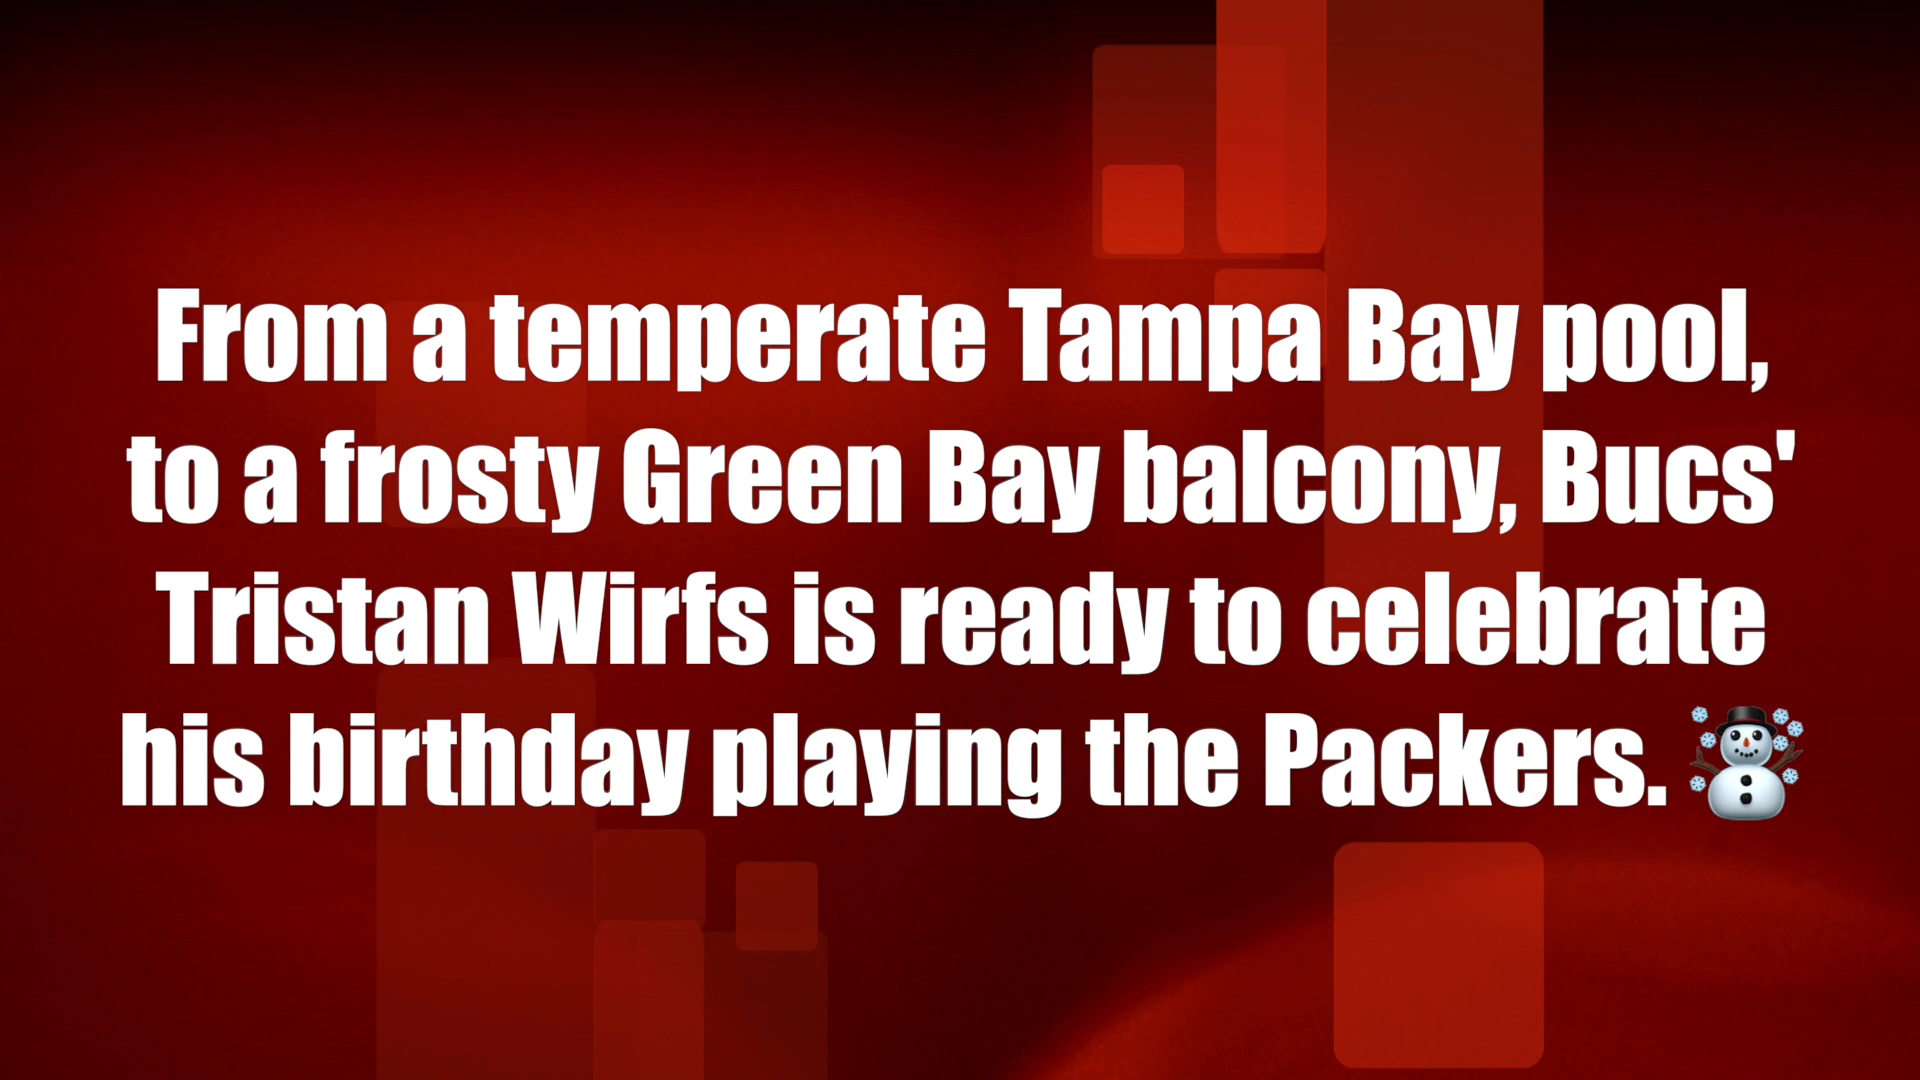 From a temperate Tampa Bay pool,
to a frosty Green Bay balcony, Bucs'
Tristan Wirfs is ready to celebrate
his birthday playing the Packers. ☃️